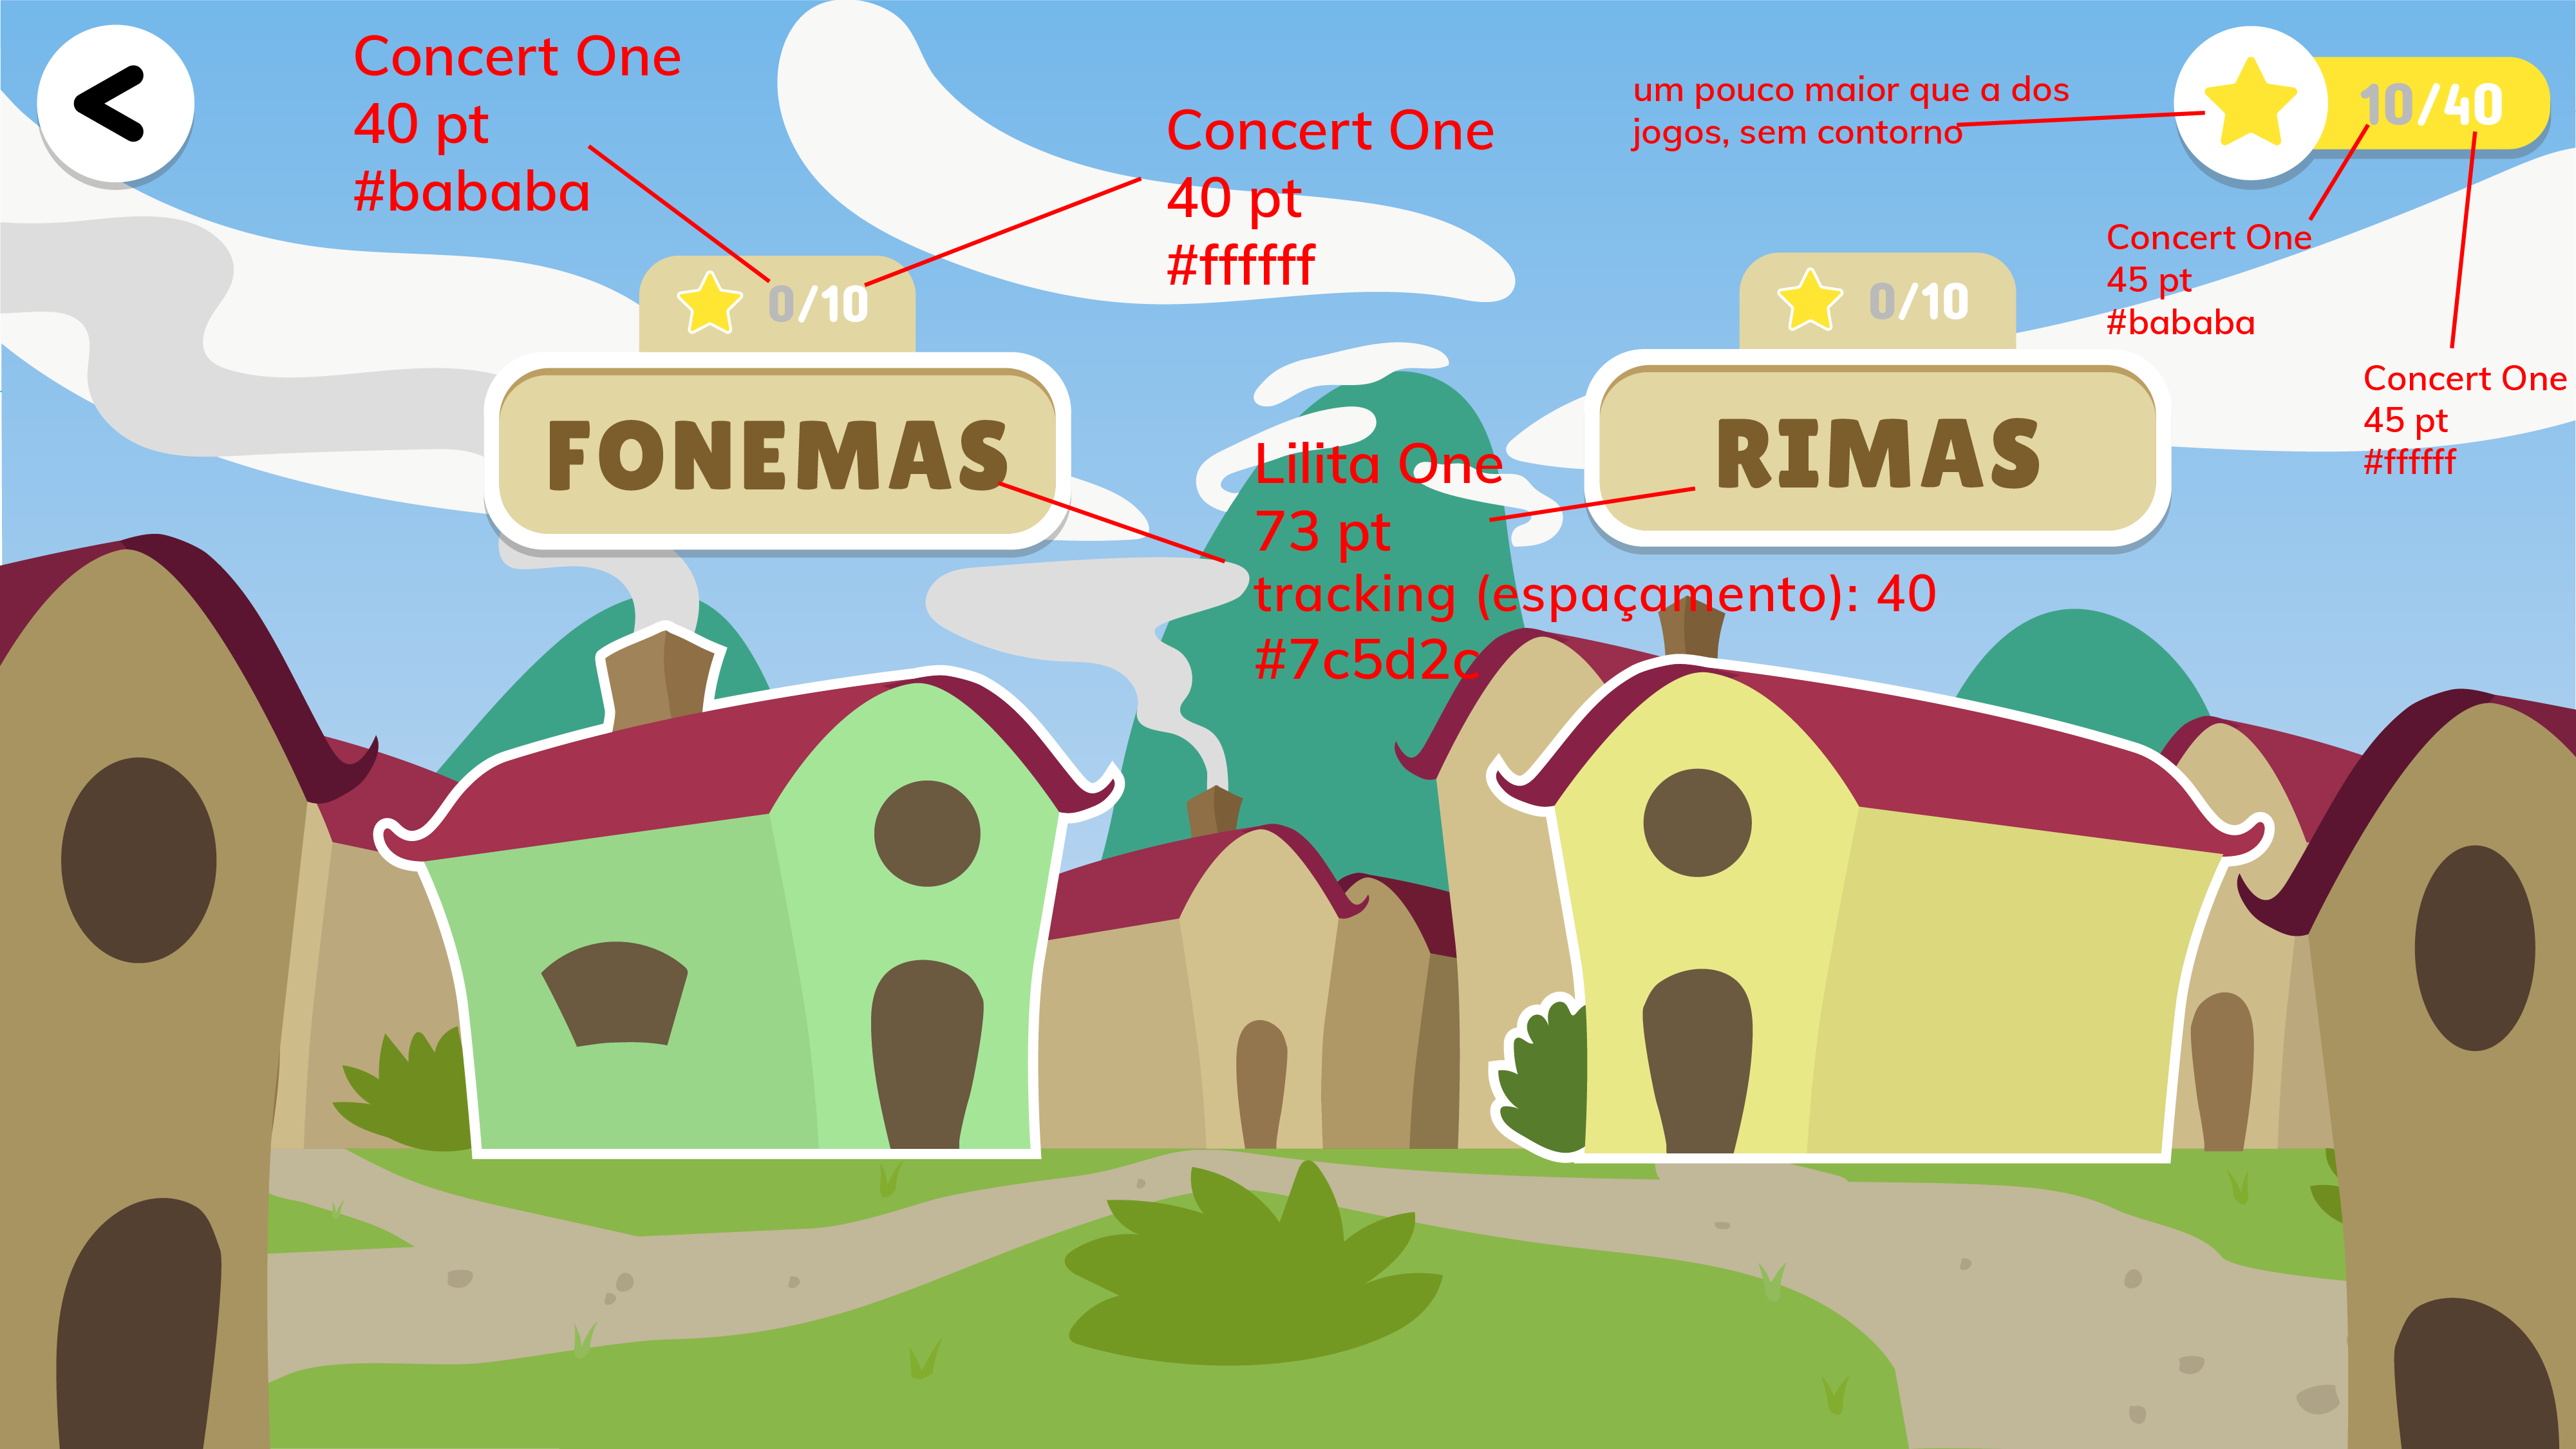 <
Concert One
40 pt
#bababa
Concert One
40 pt
#ffffff
um pouco maior que a dos
jogos, sem contorno
10/40
Concert One
45 pt
#bababa
Concert One
45 pt
#ffffff
0/10
0/10
FONEMAS
RIMAS
Lilita One
73 pt
tracking (espaçamento): 40
#7c5d2c